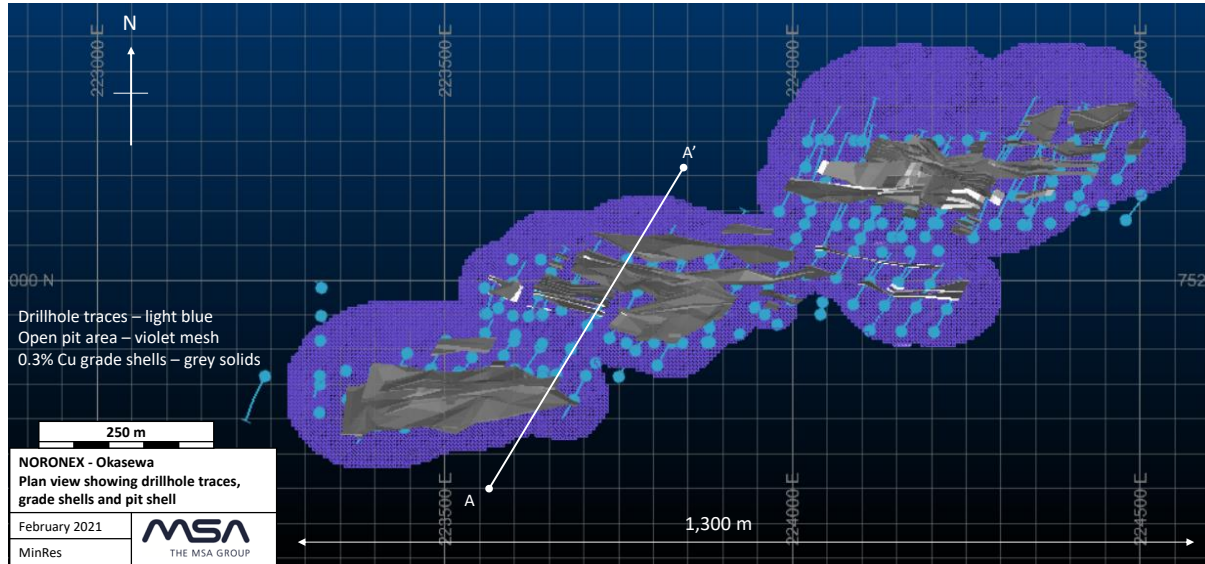 N
223000 E
223500 E
224000 E
A'
000 N
752
Drillhole traces – light blue
Open pit area – violet mesh
0.3% Cu grade shells – grey solids
250 m
NORONEX - Okasewa
Plan view showing drillhole traces,
grade shells and pit shell
February 2021
MinRes
MSA
THE MSA GROUP
A
223500 E
224000 E
224500 E
1,300 m